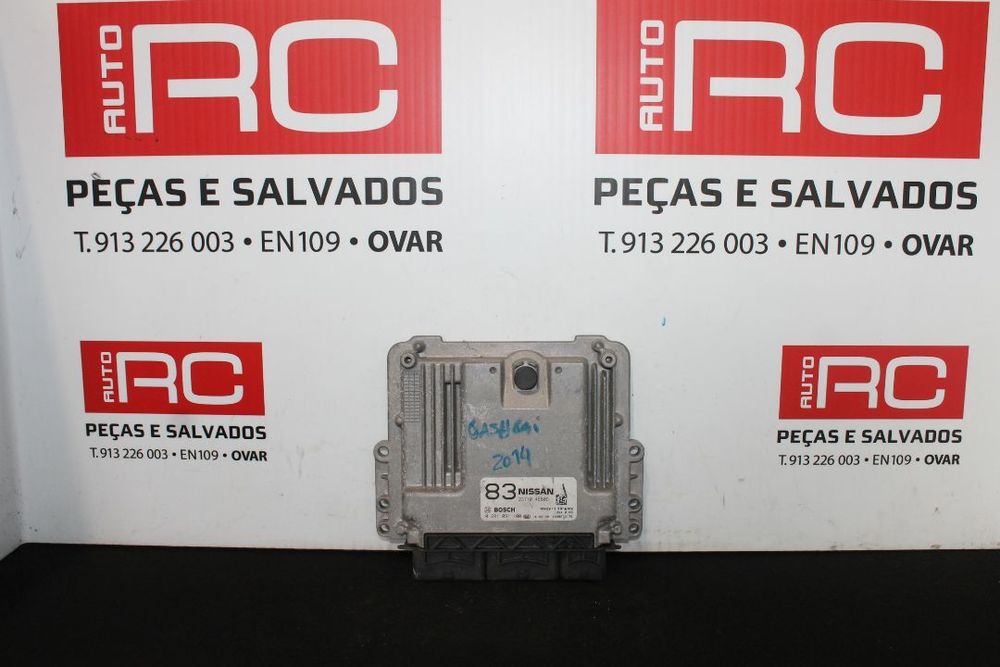 AUTO RC
PEÇAS E SALVADOS
T. 913 226 003 • EN109 • OVAR
AUTO RC
PEÇAS E SALVADOS
T. 913 226 003 • EN109 • OVAR
AUTO RC
PEÇAS E SALVADOS
T. 913 226 003 • EN109 • OVAR
AUTO RC
PEÇAS E SALVADOS
T. 913 226 003 • EN109 • OVAR
QASHQAi
2014
83 NISSAN
BOSCH